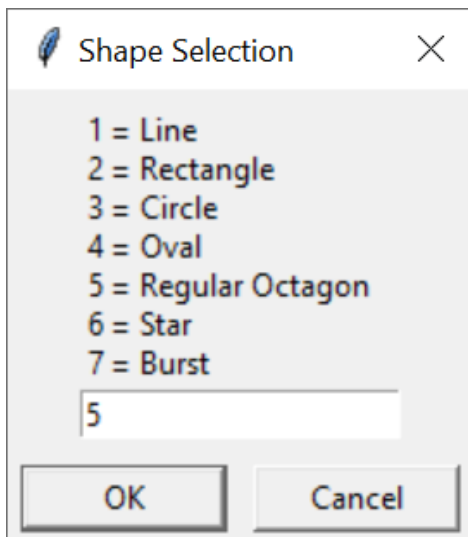 Shape Selection
1 = Line
2 = Rectangle
3 = Circle
4 = Oval
5 = Regular Octagon
6 = Star
7 = Burst
5
OK Cancel